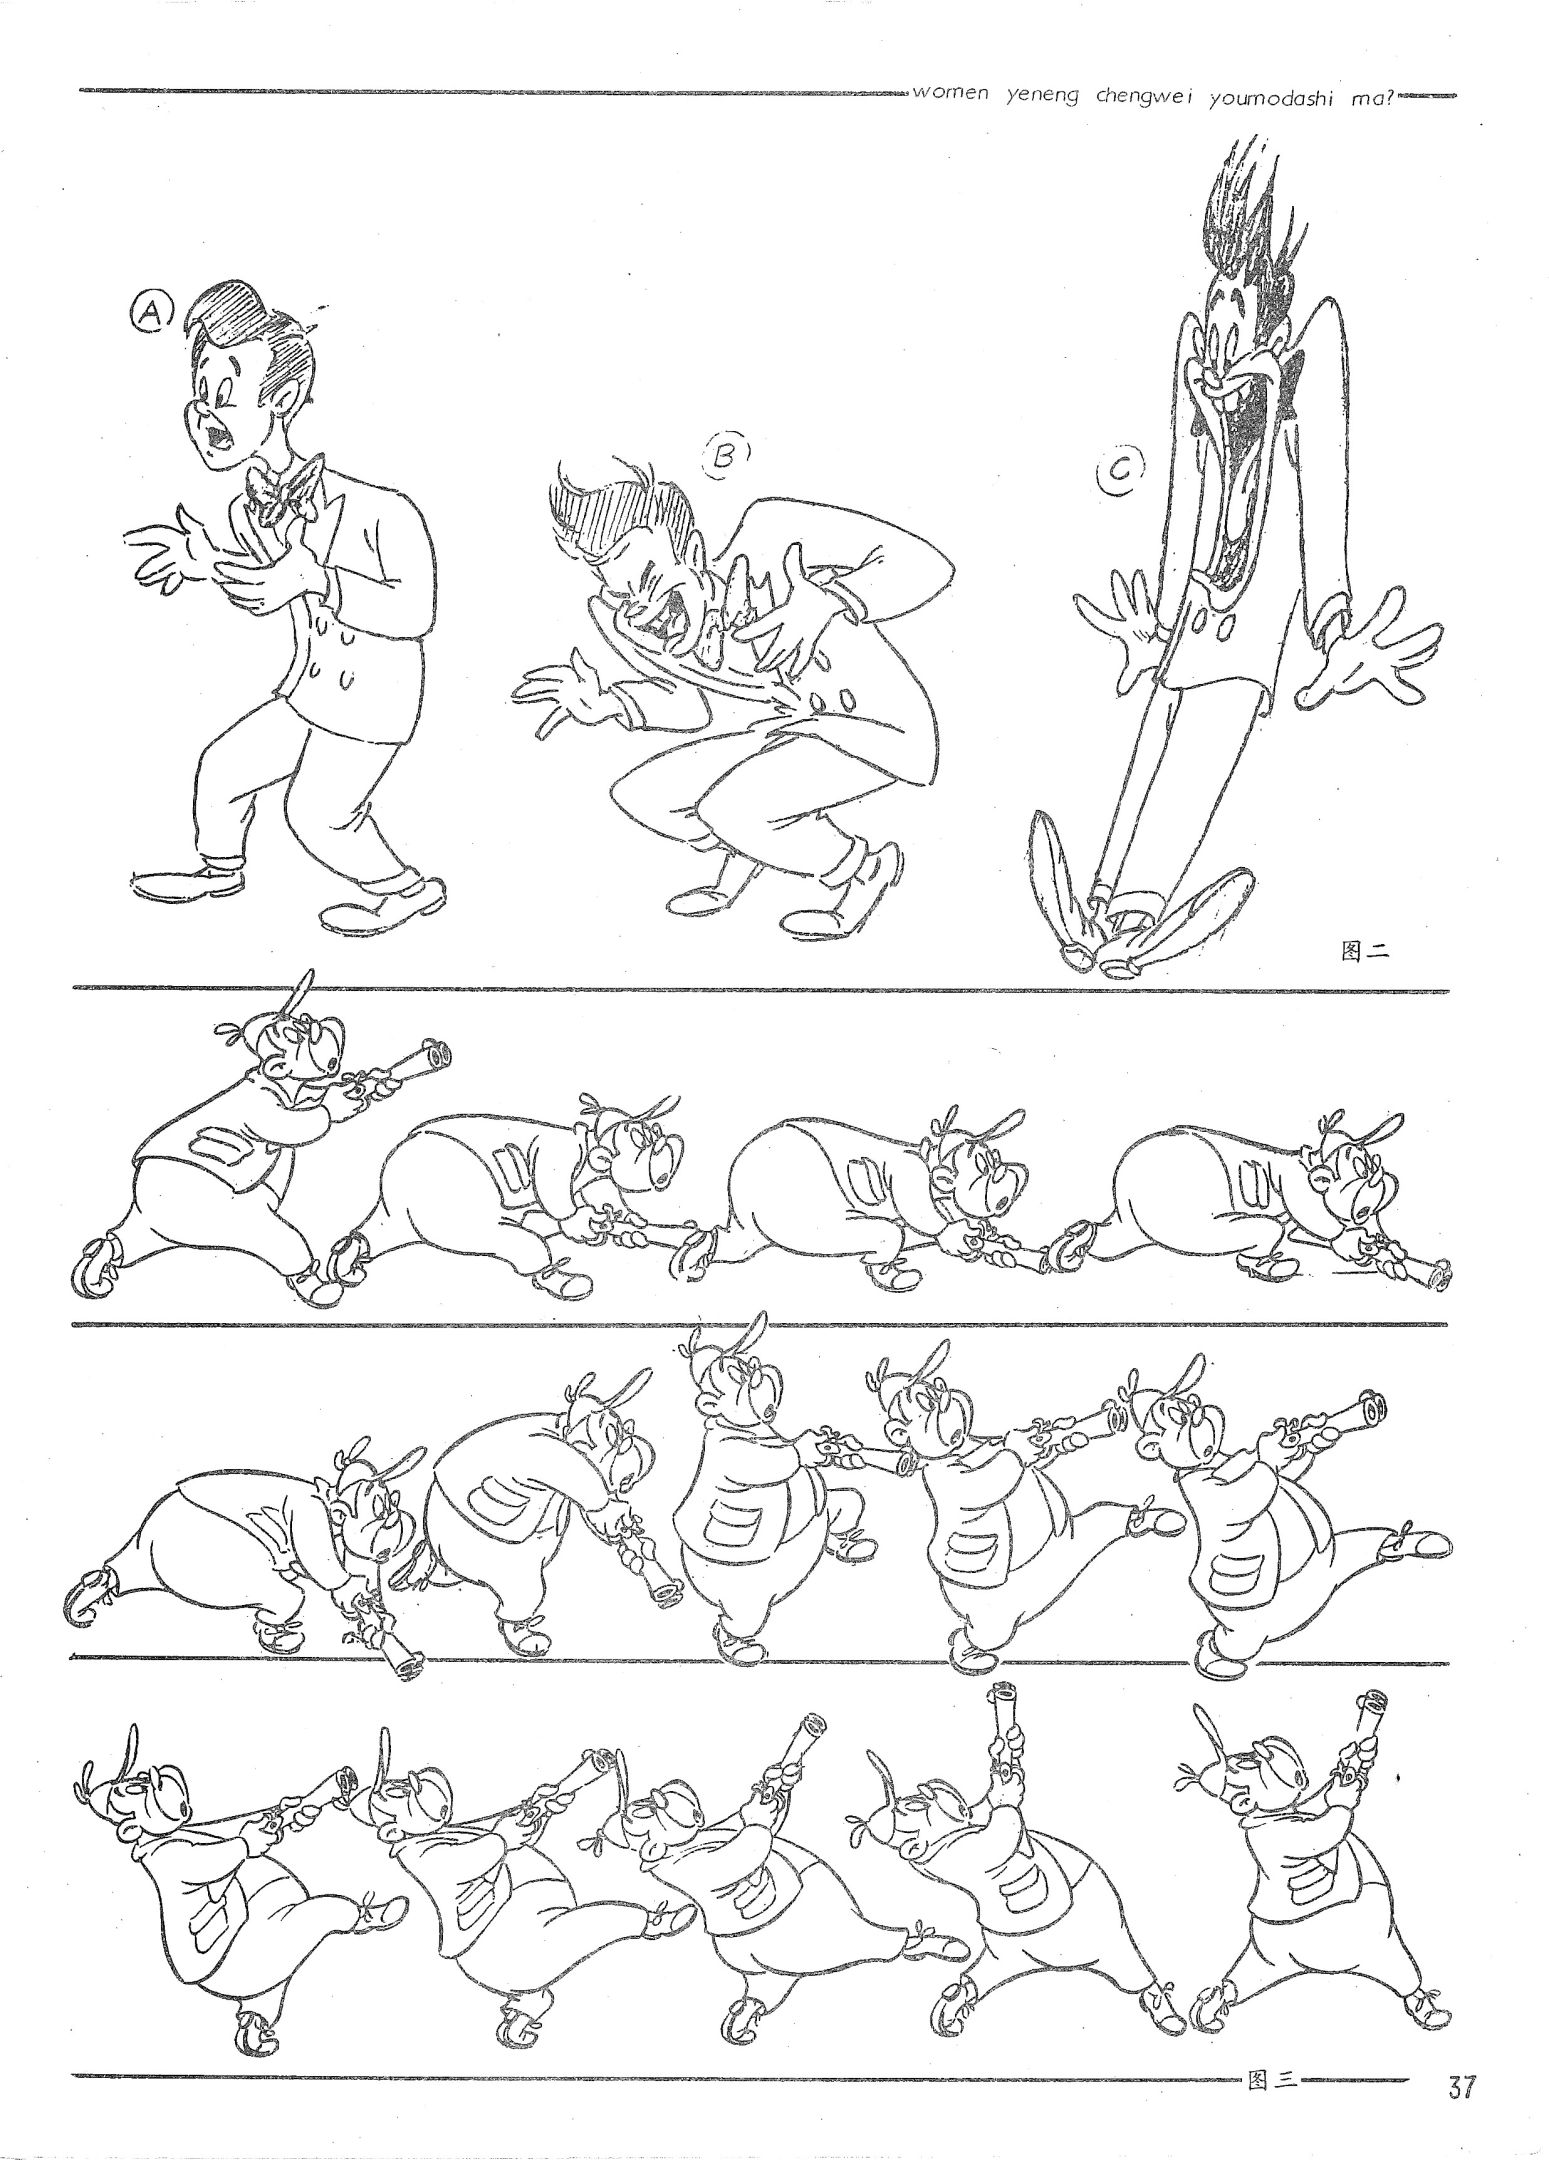 women yeneng chengwei youmodashi ma?
A
B
C
图二
图三
37